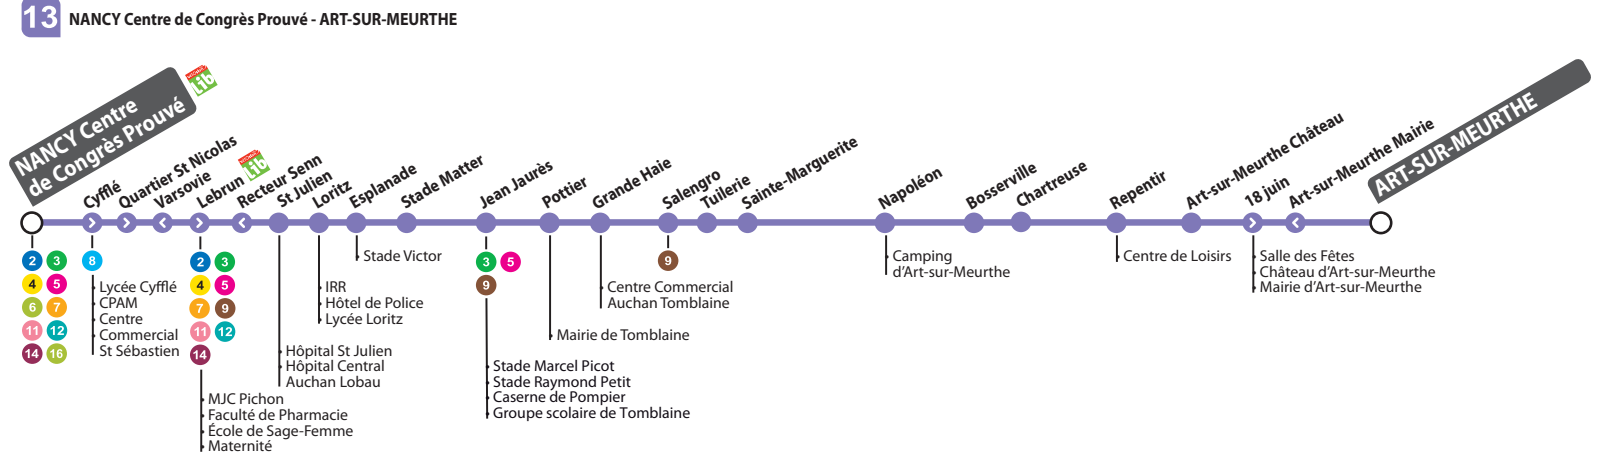 13 NANCY Centre de Congrès Prouvé - ART-SUR-MEURTHE
NANCY Centre
de Congrès Prouvé
Lib
Cyfflé
Quartier St Nicolas
Varsovie
Lebrun
Lib
Recteur Senn
St Julien
Loritz
Esplanade
Stade Matter
Jean Jaurès
Pottier
Grande Haie
Salengro
Tuilerie
Sainte-Marguerite
Napoléon
Bosserville
Chartreuse
Repentir
Art-sur-Meurthe Château
18 juin
Art-sur-Meurthe Mairie
ART-SUR-MEURTHE
2 3
4 5
6 7
11 12
14 16
8
Lycée Cyfflé
CPAM
Centre
Commercial
St Sébastien
2 3
4 5
7 9
11 12
14
MJC Pichon
Faculté de Pharmacie
École de Sage-Femme
Maternité
Hôpital St Julien
Hôpital Central
Auchan Lobau
IRR
Hôtel de Police
Lycée Loritz
Stade Victor
3 5
9
Stade Marcel Picot
Stade Raymond Petit
Caserne de Pompier
Groupe scolaire de Tomblaine
Mairie de Tomblaine
Centre Commercial
Auchan Tomblaine
9
Camping
d'Art-sur-Meurthe
Centre de Loisirs
Salle des Fêtes
Château d'Art-sur-Meurthe
Mairie d'Art-sur-Meurthe